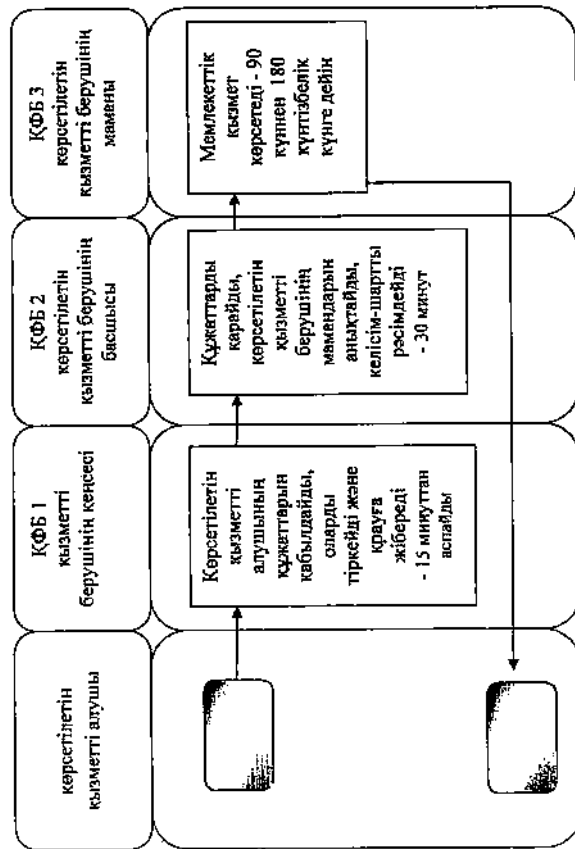 көрсетілетін
қызметті алушы
ҚФБ 1
қызметті
берушінің кеңсесі
ҚФБ 2
көрсетілетін
қызметті берушінің
басшысы
ҚФБ 3
көрсетілетін
қызметті берушінің
маманы
Көрсетілетін
қызметті
алушының
құжаттарын
қабылдайды,
оларды
тіркейді және
қрауға
жібереді
- 15 минуттан
аспайды
Құжаттарды
қарайды,
көрсетілетін
қызметті
берушінің
мамандарын
анықтайды,
келісім-шартты
рәсімдейді
- 30 минут
Мемлекеттік
қызмет
көрсетеді - 90
күннен 180
күнтізбелік
күнге дейін